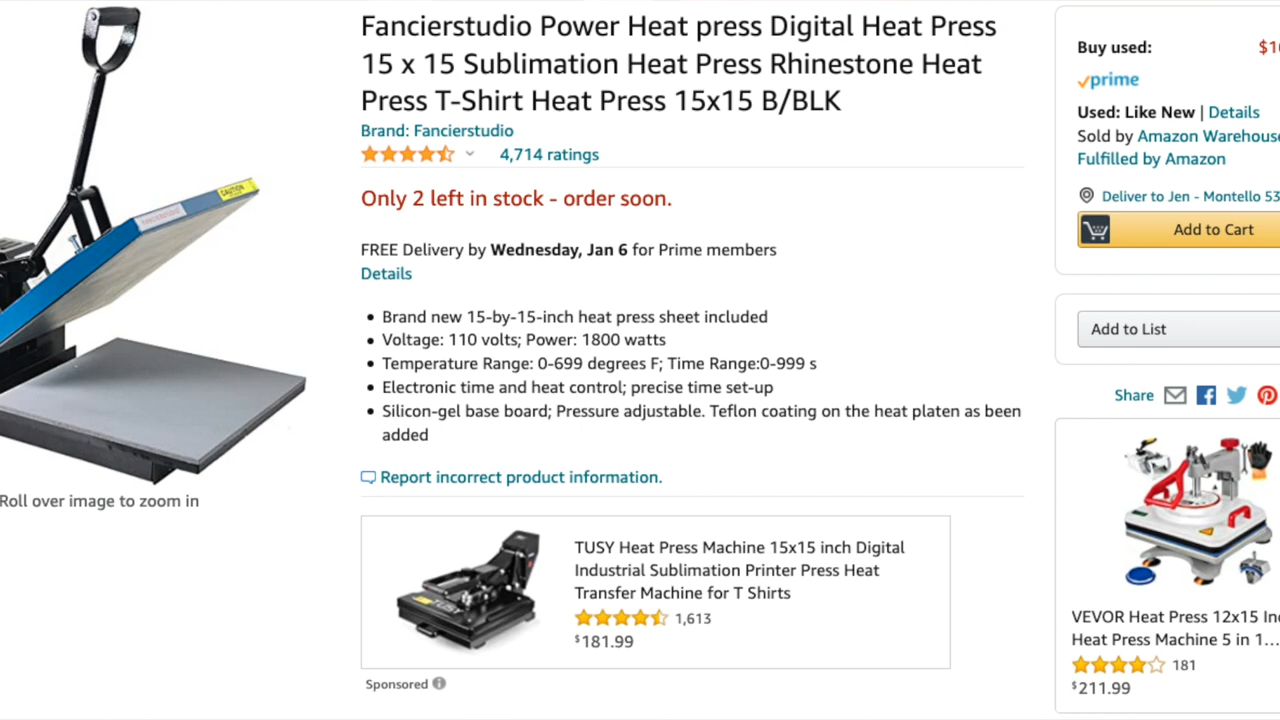 Fancierstudio Power Heat press Digital Heat Press
15 x 15 Sublimation Heat Press Rhinestone Heat
Press T-Shirt Heat Press 15x15 B/BLK
Brand: Fancierstudio
4,714 ratings
Only 2 left in stock - order soon.
FREE Delivery by Wednesday, Jan 6 for Prime members
Details
Brand new 15-by-15-inch heat press sheet included
Voltage: 110 volts; Power: 1800 watts
Temperature Range: 0-699 degrees F; Time Range:0-999 s
Electronic time and heat control; precise time set-up
Silicon-gel base board; Pressure adjustable. Teflon coating on the heat platen as been
added
Report incorrect product information.
CAUTION
Roll over image to zoom in
TUSY
TUSY Heat Press Machine 15x15 inch Digital
Industrial Sublimation Printer Press Heat
Transfer Machine for T Shirts
1,613
$181.99
Sponsored
Buy used:
prime
Used: Like New | Details
Sold by Amazon Warehouse
Fulfilled by Amazon
Deliver to Jen - Montello 53
Add to Cart
Add to List
Share
VEVOR Heat Press 12x15
Heat Press Machine 5 in 1...
181
$211.99